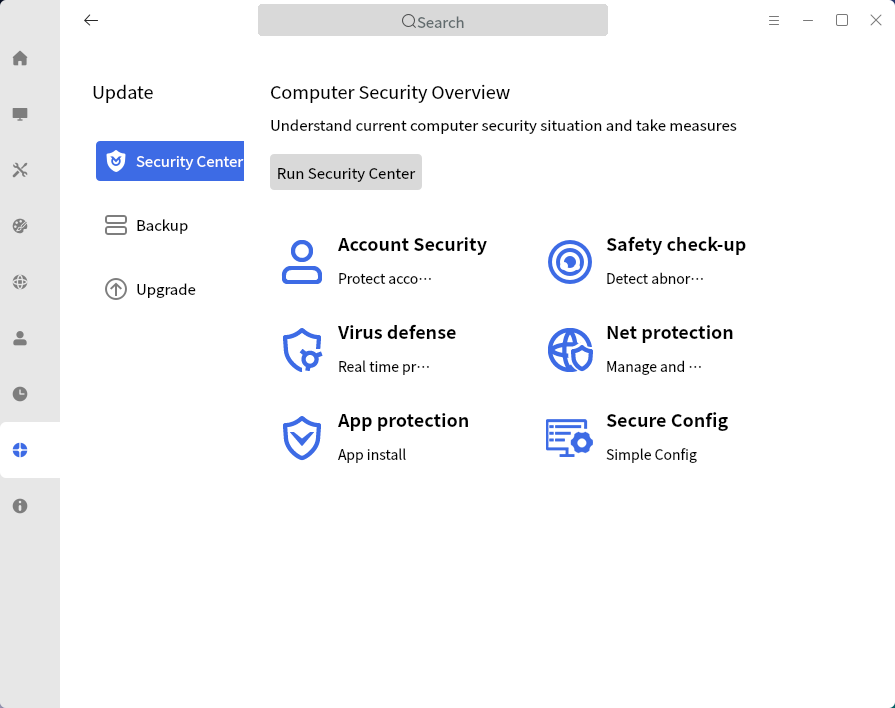 Search
Update
Security Center
Backup
Upgrade
Computer Security Overview
Understand current computer security situation and take measures
Run Security Center
Account Security
Protect acco···
Safety check-up
Detect abnor···
Virus defense
Real time pr···
Net protection
Manage and ···
App protection
App install
Secure Config
Simple Config